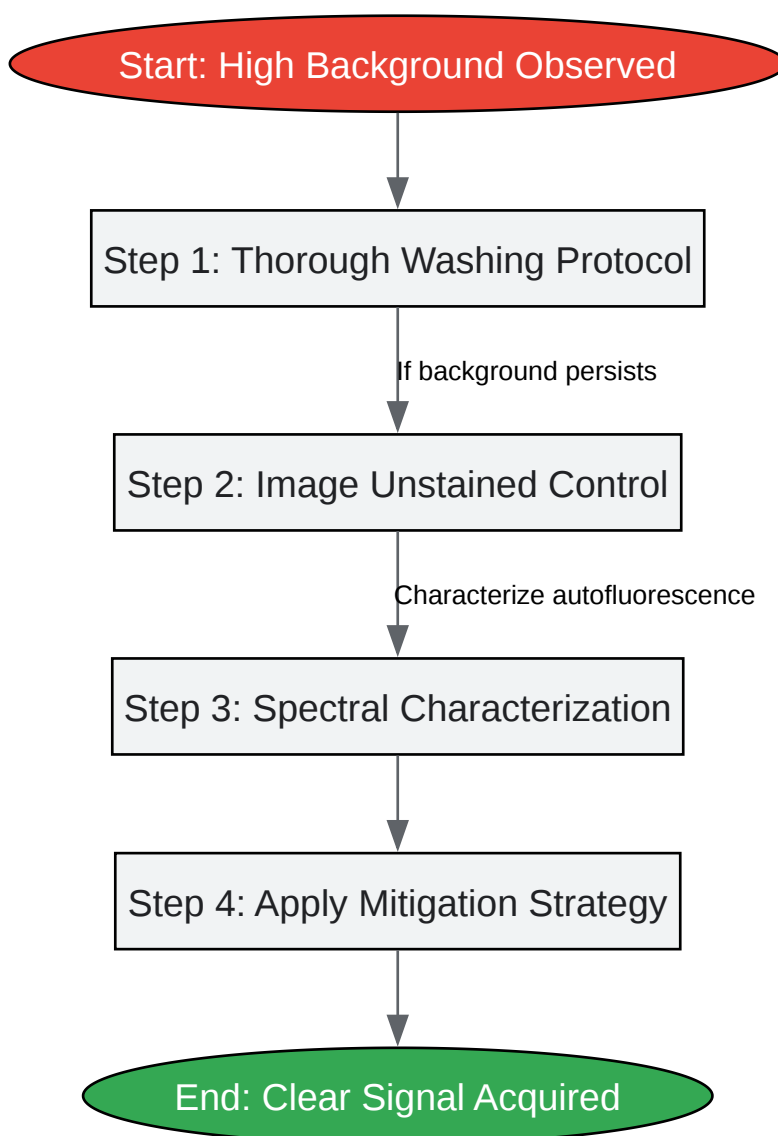 Start: High Background Observed
Step 1: Thorough Washing Protocol
If background persists
Step 2: Image Unstained Control
Characterize autofluorescence
Step 3: Spectral Characterization
Step 4: Apply Mitigation Strategy
End: Clear Signal Acquired